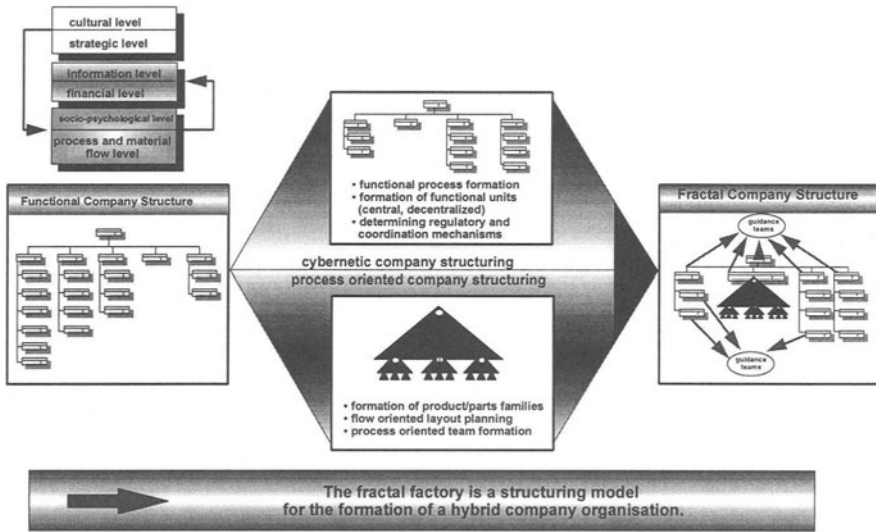 cultural level
strategic level
information level
financial level
socio-psychological level
process and material
flow level
Functional Company Structure
• functional process formation
• formation of functional units
(central, decentralized)
• determining regulatory and
coordination mechanisms
cybernetic company structuring
process oriented company structuring
• formation of product/parts families
• flow oriented layout planning
• process oriented team formation
Fractal Company Structure
guidance
teams
guidance
teams
The fractal factory is a structuring model
for the formation of a hybrid company organisation.